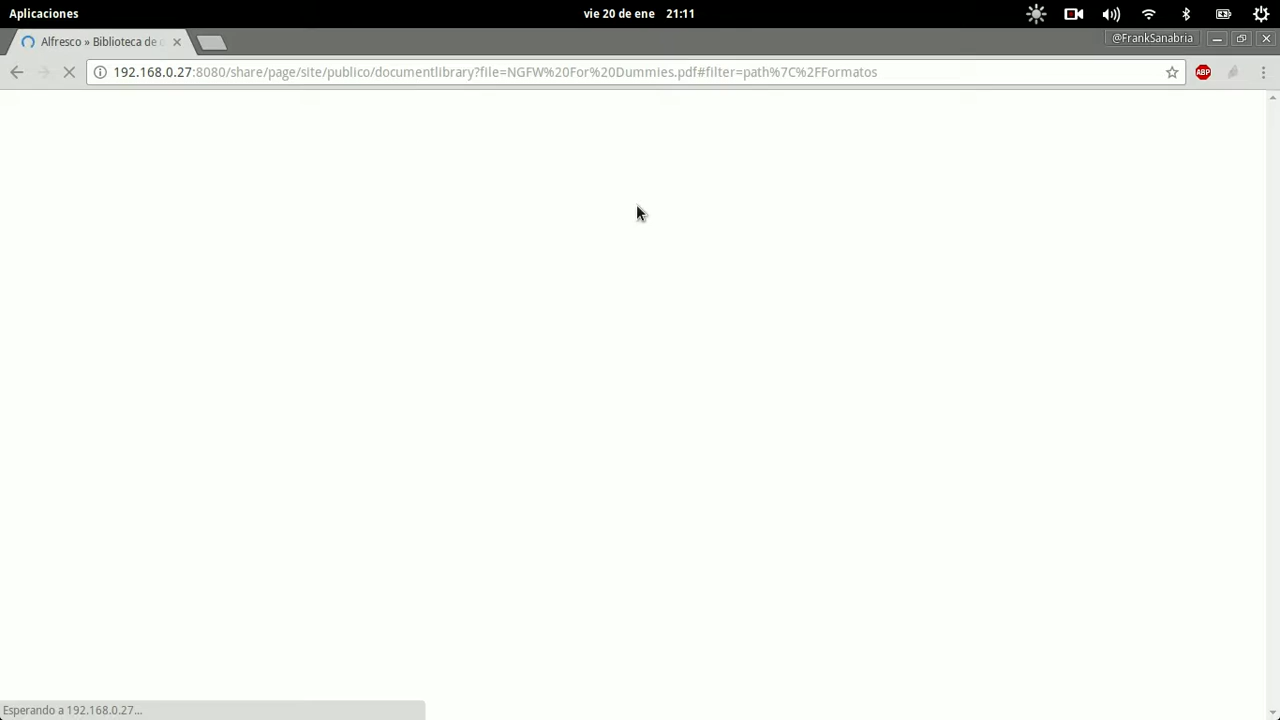 Aplicaciones
vie 20 de ene 21:11
Alfresco » Biblioteca de
@FrankSanabria
192.168.0.27:8080/share/page/site/publico/documentlibrary?file=NGFW%20For%20Dummies.pdf#filter=path%7C%2FFormatos
ABP
Esperando a 192.168.0.27...